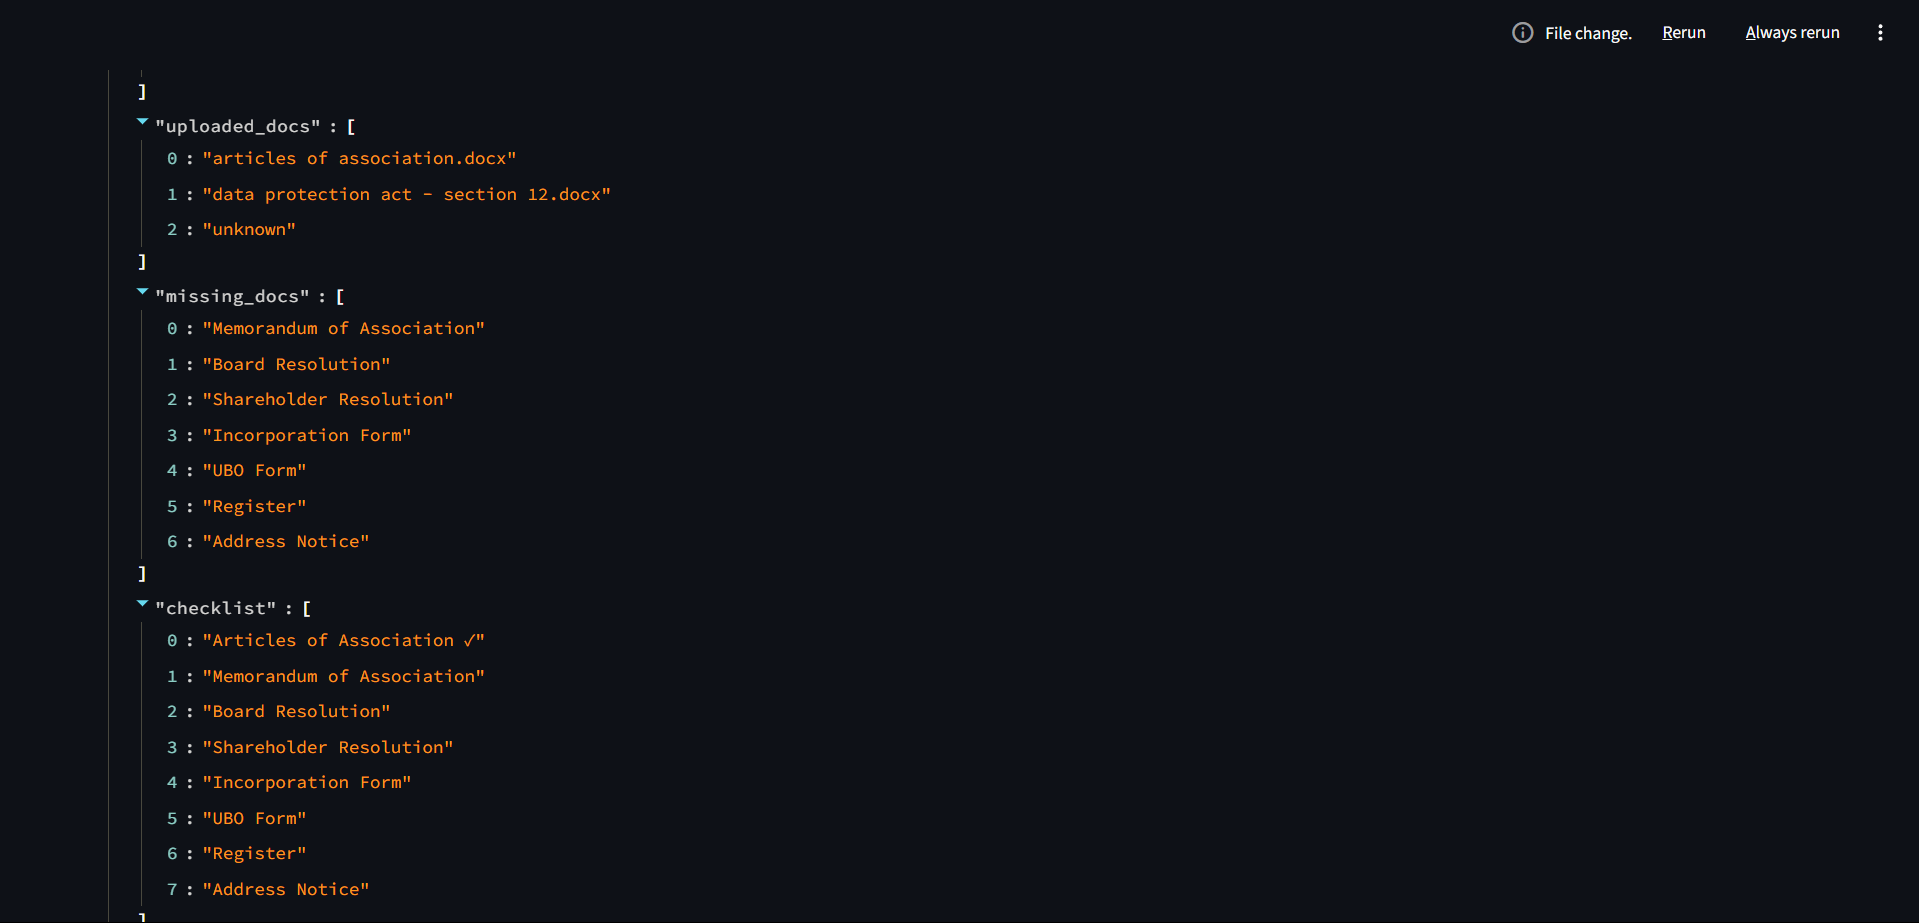 File change. Rerun Always rerun
]
"uploaded_docs" : [
0 : "articles of association.docx"
1 : "data protection act - section 12.docx"
2 : "unknown"
]
"missing_docs" : [
0 : "Memorandum of Association"
1 : "Board Resolution"
2 : "Shareholder Resolution"
3 : "Incorporation Form"
4 : "UBO Form"
5 : "Register"
6 : "Address Notice"
]
"checklist" : [
0 : "Articles of Association ✓"
1 : "Memorandum of Association"
2 : "Board Resolution"
3 : "Shareholder Resolution"
4 : "Incorporation Form"
5 : "UBO Form"
6 : "Register"
7 : "Address Notice"
]